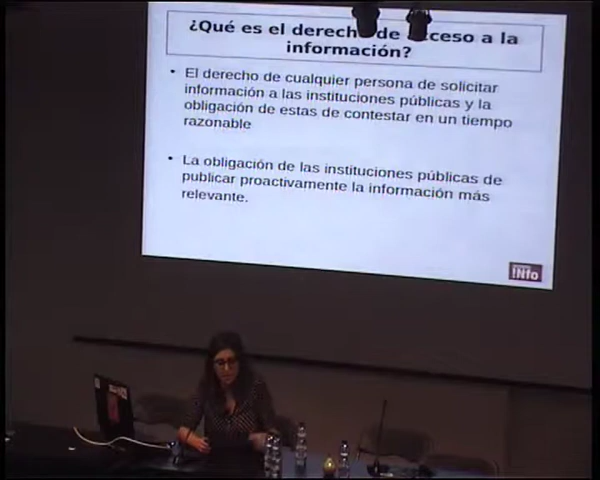 ¿Qué es el derecho de acceso a la
información?
• El derecho de cualquier persona de solicitar
información a las instituciones públicas y la
obligación de estas de contestar en un tiempo
razonable
• La obligación de las instituciones públicas de
publicar proactivamente la información más
relevante.
!Nfo